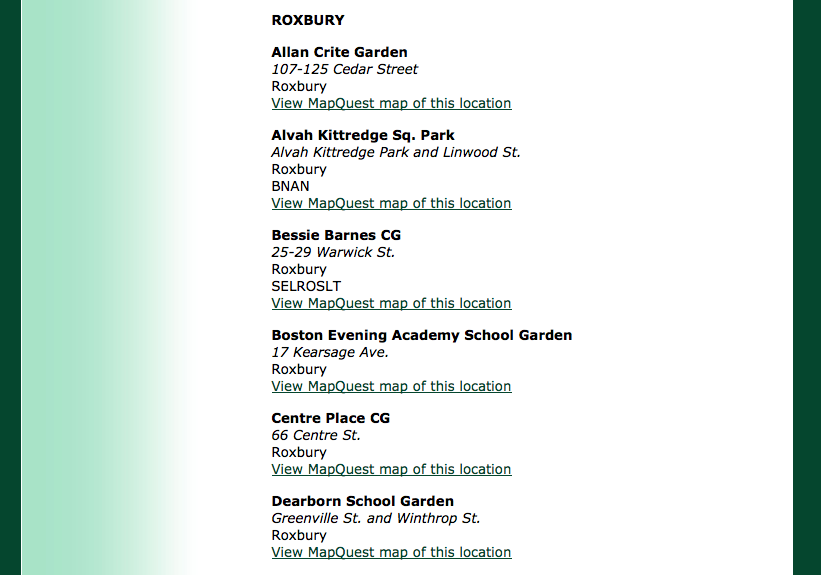 ROXBURY
Allan Crite Garden
107-125 Cedar Street
Roxbury
View MapQuest map of this location
Alvah Kittredge Sq. Park
Alvah Kittredge Park and Linwood St.
Roxbury
BNAN
View MapQuest map of this location
Bessie Barnes CG
25-29 Warwick St.
Roxbury
SELROSLT
View MapQuest map of this location
Boston Evening Academy School Garden
17 Kearsage Ave.
Roxbury
View MapQuest map of this location
Centre Place CG
66 Centre St.
Roxbury
View MapQuest map of this location
Dearborn School Garden
Greenville St. and Winthrop St.
Roxbury
View MapQuest map of this location